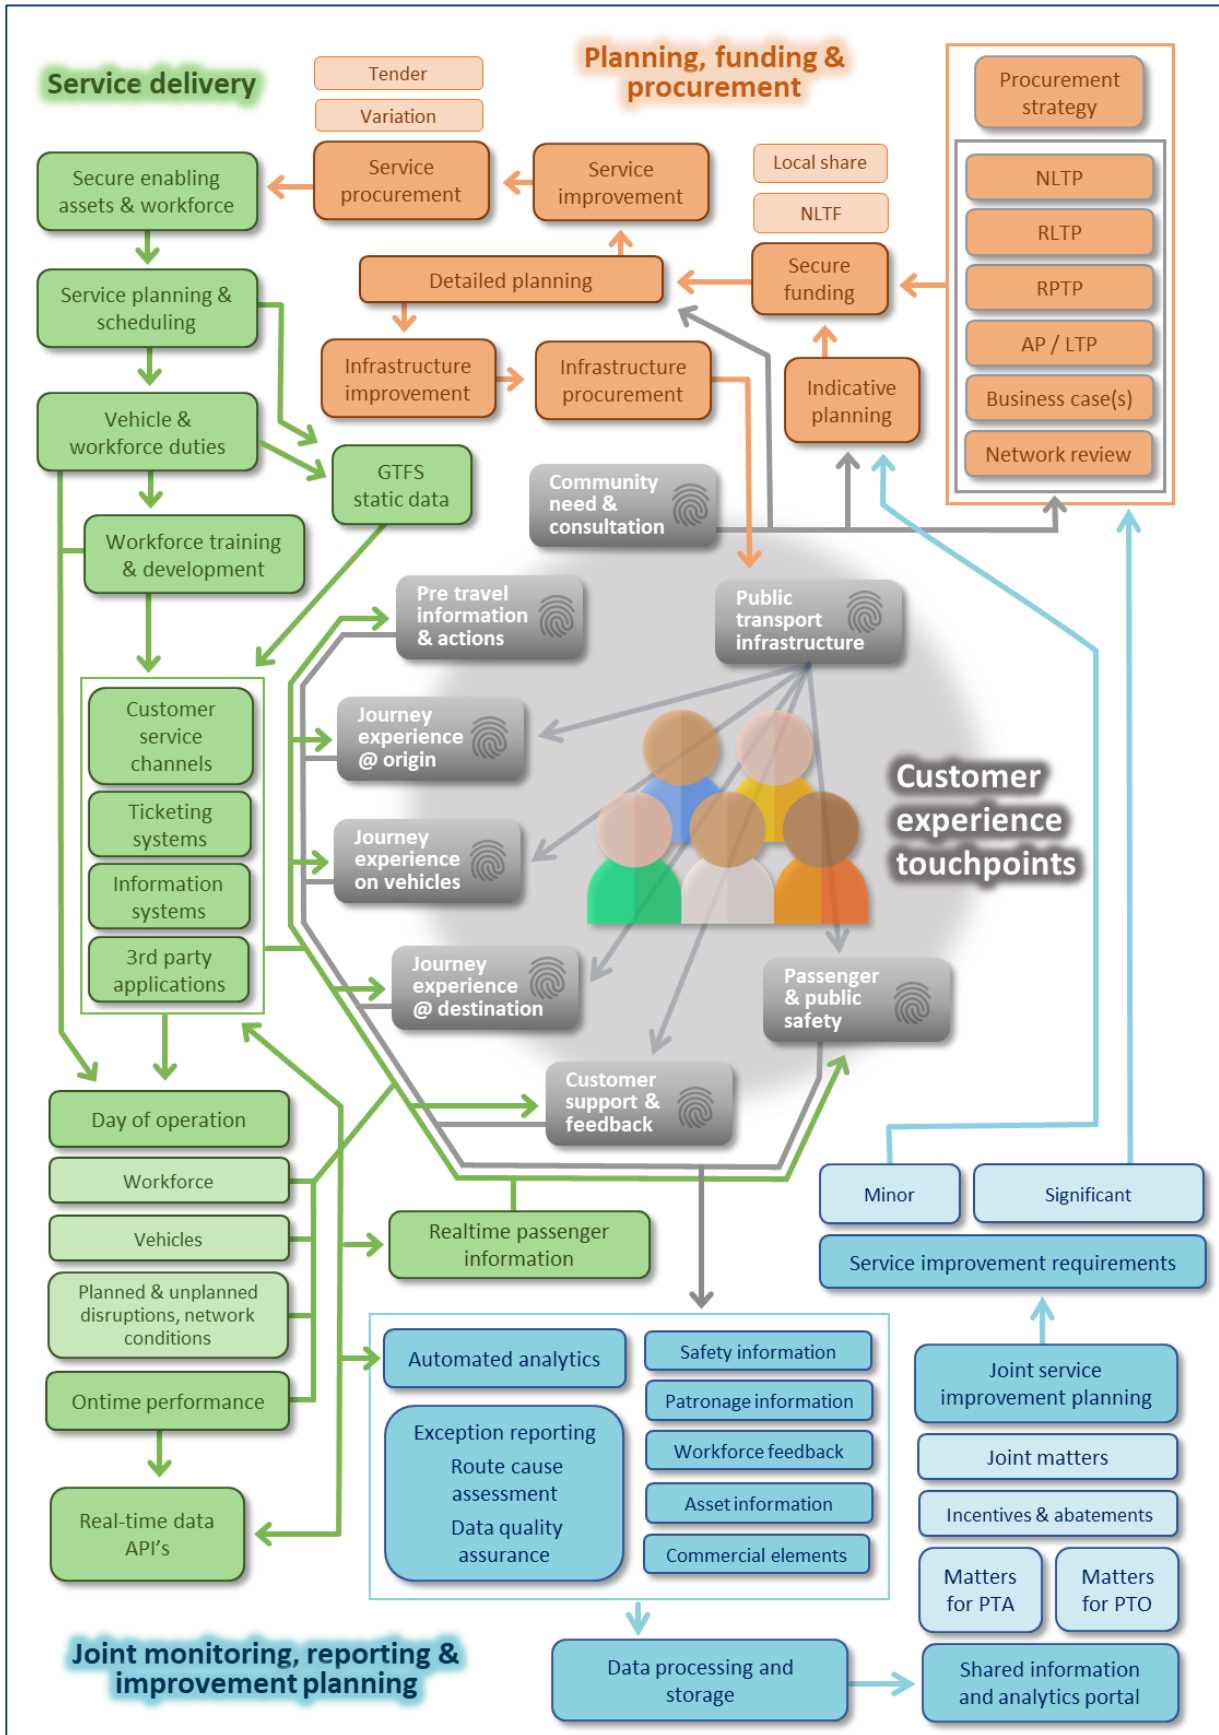 Service delivery
Planning, funding &
procurement
Tender
Variation
Service
procurement
Service
improvement
Local share
NLTF
Secure
funding
Procurement
strategy
NLTP
RLTP
RPTP
AP / LTP
Business case(s)
Network review
Secure enabling
assets & workforce
Service planning &
scheduling
Detailed planning
Infrastructure
improvement
Infrastructure
procurement
Indicative
planning
Vehicle &
workforce duties
GTFS
static data
Community
need &
consultation
Workforce training
& development
Pre travel
information
& actions
Public
transport
infrastructure
Customer
service
channels
Ticketing
systems
Information
systems
3rd party
applications
Journey
experience
@ origin
Journey
experience
on vehicles
Journey
experience
@ destination
Customer
experience
touchpoints
Passenger
& public
safety
Customer
support &
feedback
Day of operation
Workforce
Vehicles
Planned & unplanned
disruptions, network
conditions
Ontime performance
Real-time data
API's
Realtime passenger
information
Minor
Significant
Service improvement requirements
Automated analytics
Exception reporting
Route cause
assessment
Data quality
assurance
Safety information
Patronage information
Workforce feedback
Asset information
Commercial elements
Joint service
improvement planning
Joint matters
Incentives & abatements
Matters
for PTA
Matters
for PTO
Joint monitoring, reporting &
improvement planning
Data processing and
storage
Shared information
and analytics portal